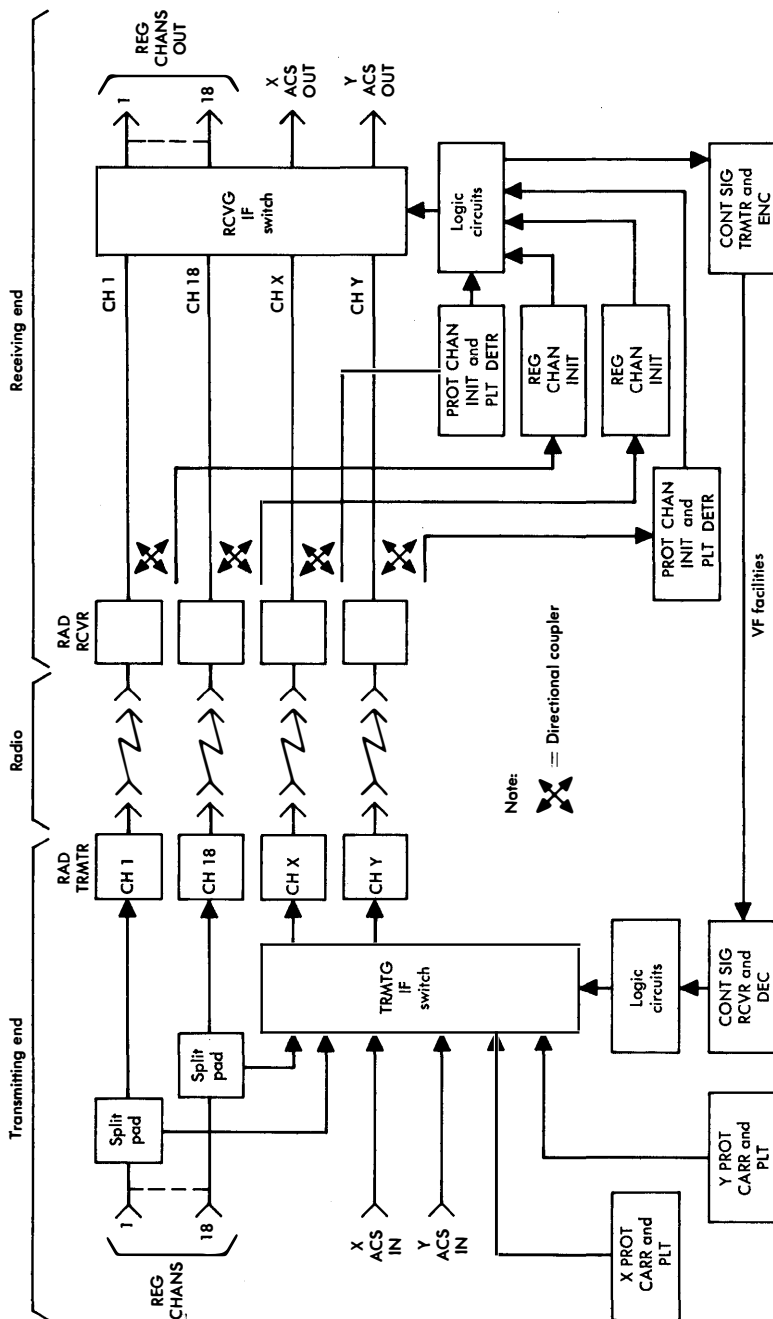 Transmitting end
Radio
Receiving end
REG
CHANS
1
18
Split
pad
Split
pad
RAD
TRMTR
CH 1
CH 18
CH X
CH Y
RAD
RCVR
CH 1
CH 18
CH X
CH Y
RCVG
IF
switch
1
18
REG
CHANS
OUT
X
ACS
OUT
Y
ACS
OUT
X
ACS
IN
Y
ACS
IN
TRMTG
IF
switch
X PROT
CARR and
PLT
Y PROT
CARR and
PLT
Logic
circuits
CONT SIG
RCVR and
DEC
Note:
= Directional coupler
PROT CHAN
INIT and
PLT DETR
REG
CHAN
INIT
REG
CHAN
INIT
PROT CHAN
INIT and
PLT DETR
Logic
circuits
CONT SIG
TRMTR and
ENC
VF facilities